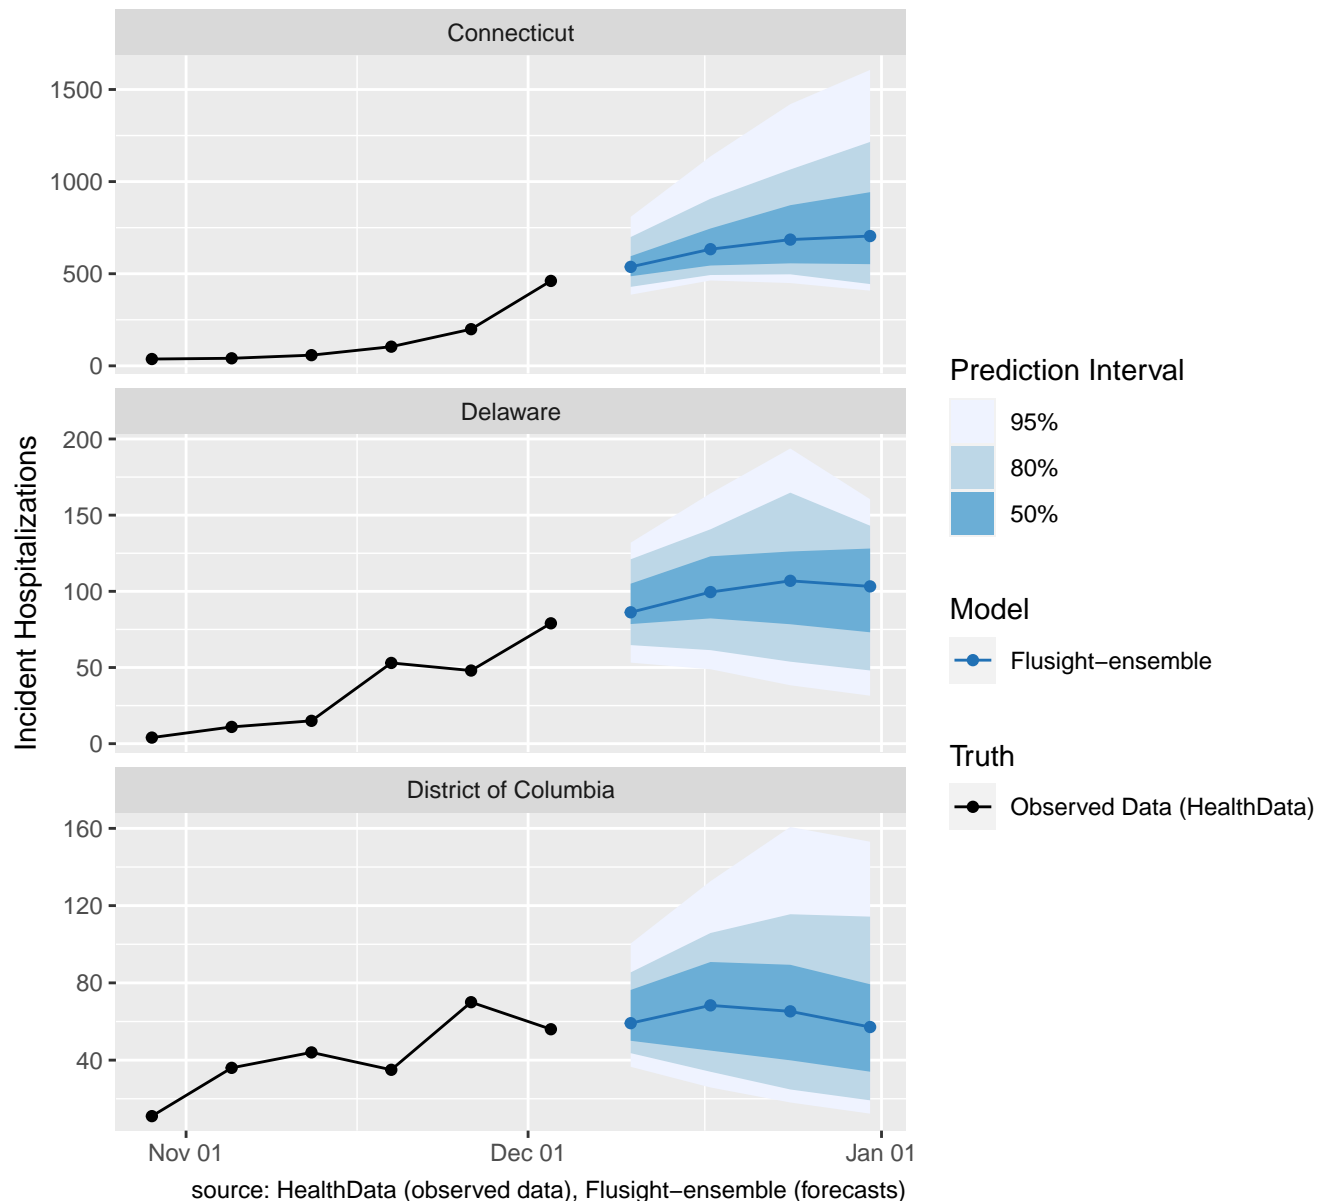 Connecticut
1500
1000
500
0
Delaware
200
150
100
50
0
District of Columbia
160
120
80
40
Nov 01
Dec 01
Jan 01
Incident Hospitalizations
source: HealthData (observed data), Flusight−ensemble (forecasts)
Prediction Interval
95%
80%
50%
Model
Flusight−ensemble
Truth
Observed Data (HealthData)